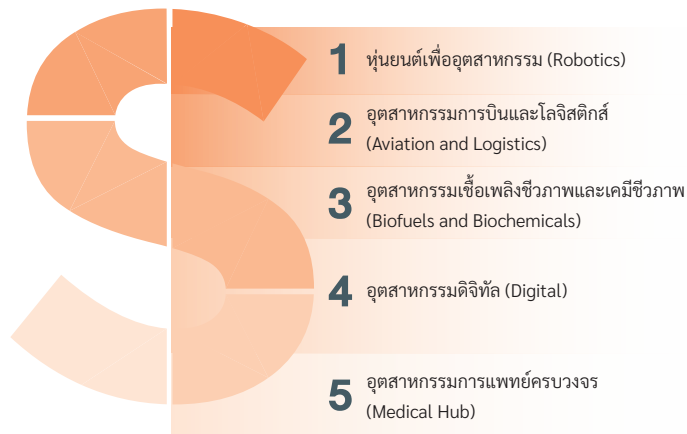 1 หุ่นยนต์เพื่ออุตสาหกรรม (Robotics)
2 อุตสาหกรรมการบินและโลจิสติกส์
(Aviation and Logistics)
3 อุตสาหกรรมเชื้อเพลิงชีวภาพและเคมีชีวภาพ
(Biofuels and Biochemicals)
4 อุตสาหกรรมดิจิทัล (Digital)
5 อุตสาหกรรมการแพทย์ครบวงจร
(Medical Hub)